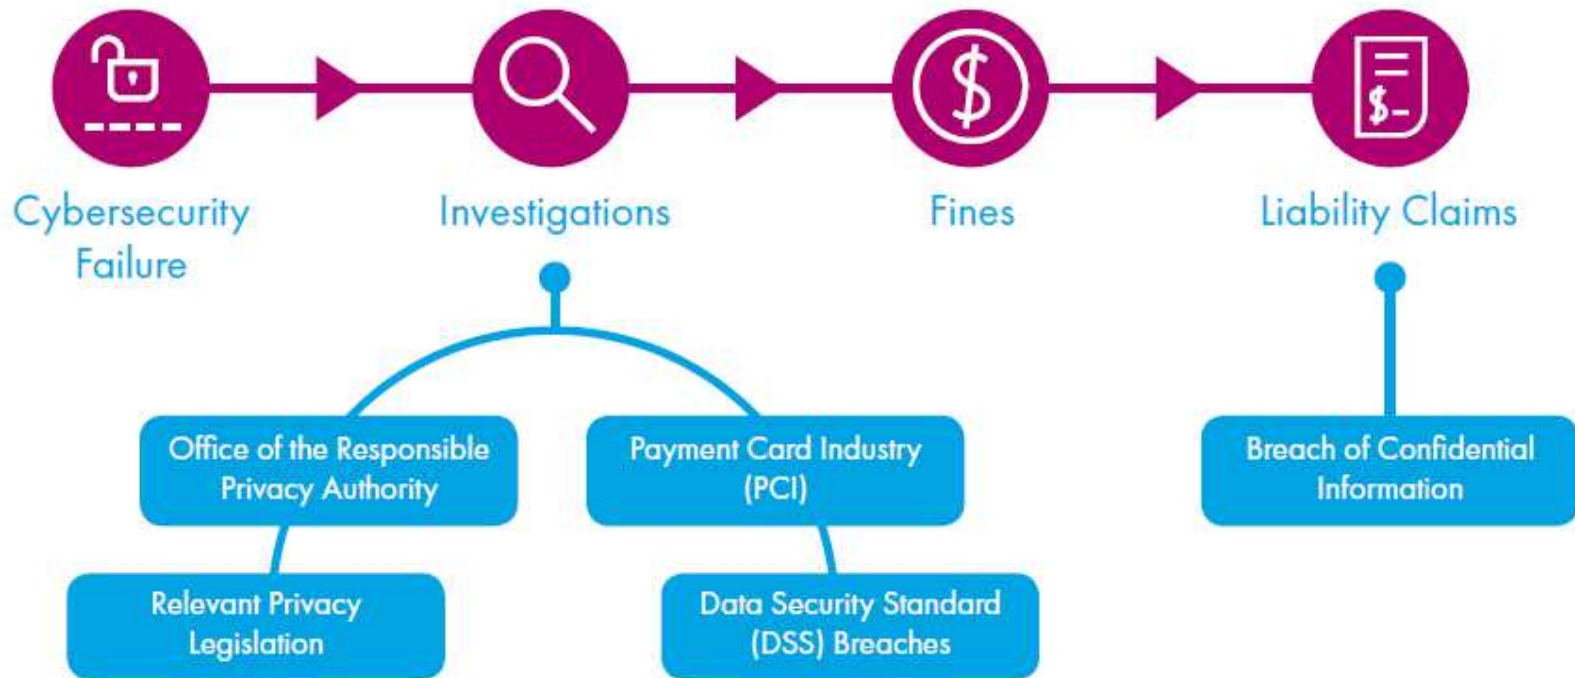 Cybersecurity
Failure
Investigations
Fines
$-
Liability Claims
Office of the Responsible
Privacy Authority
Payment Card Industry
(PCI)
Breach of Confidential
Information
Relevant Privacy
Legislation
Data Security Standard
(DSS) Breaches